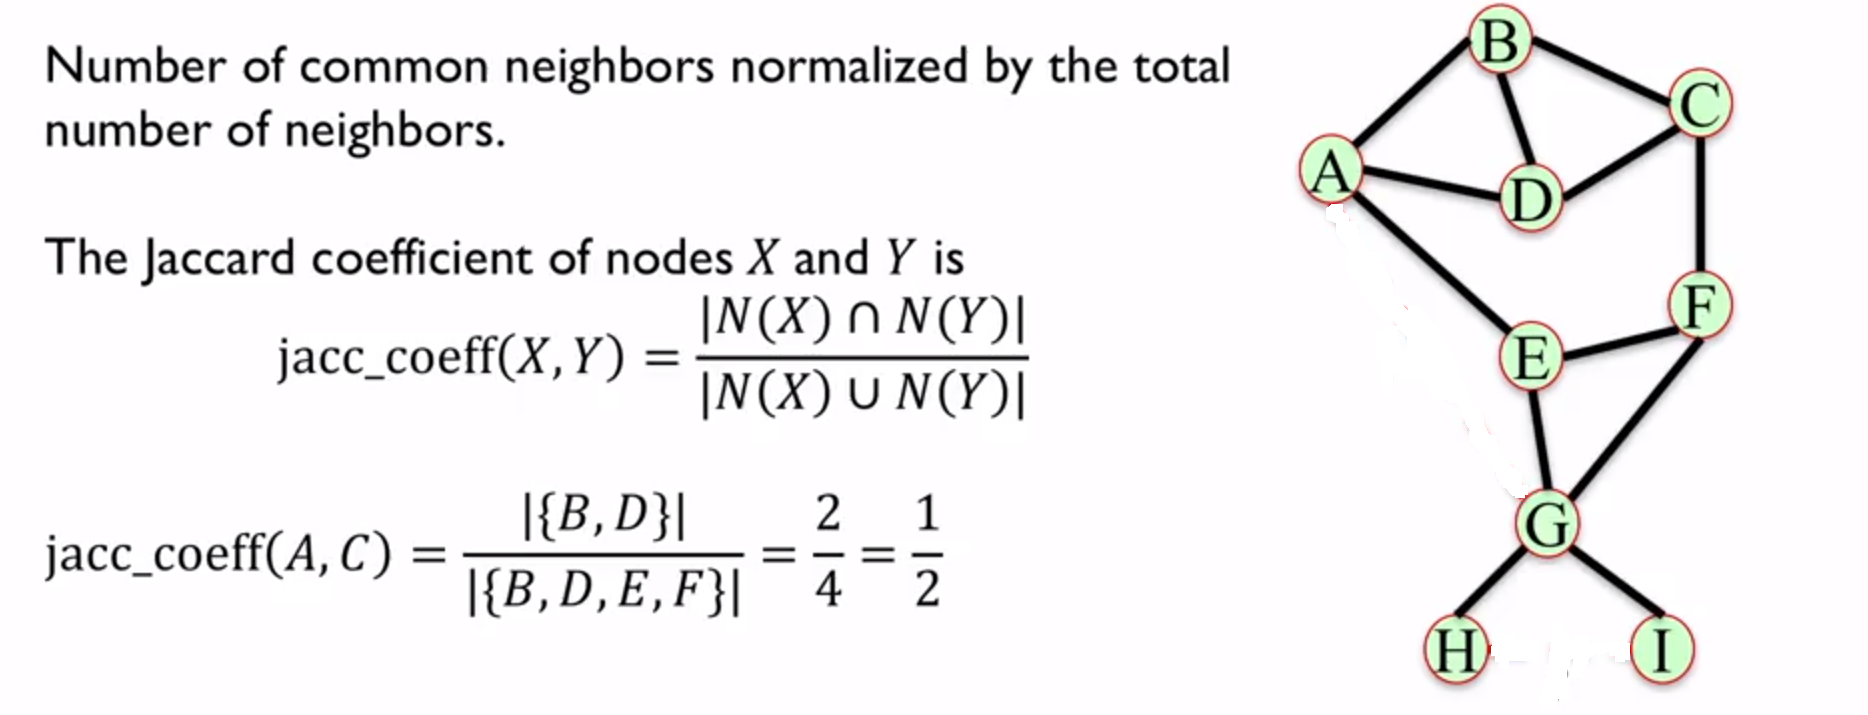 Number of common neighbors normalized by the total
number of neighbors.
The Jaccard coefficient of nodes X and Y is
jacc_coeff(X, Y) = |N(X) ∩ N(Y)| / |N(X) ∪ N(Y)|
jacc_coeff(A, C) = |{B, D}| / |{B, D, E, F}| = 2/4 = 1/2
B
C
A
D
F
E
G
H I